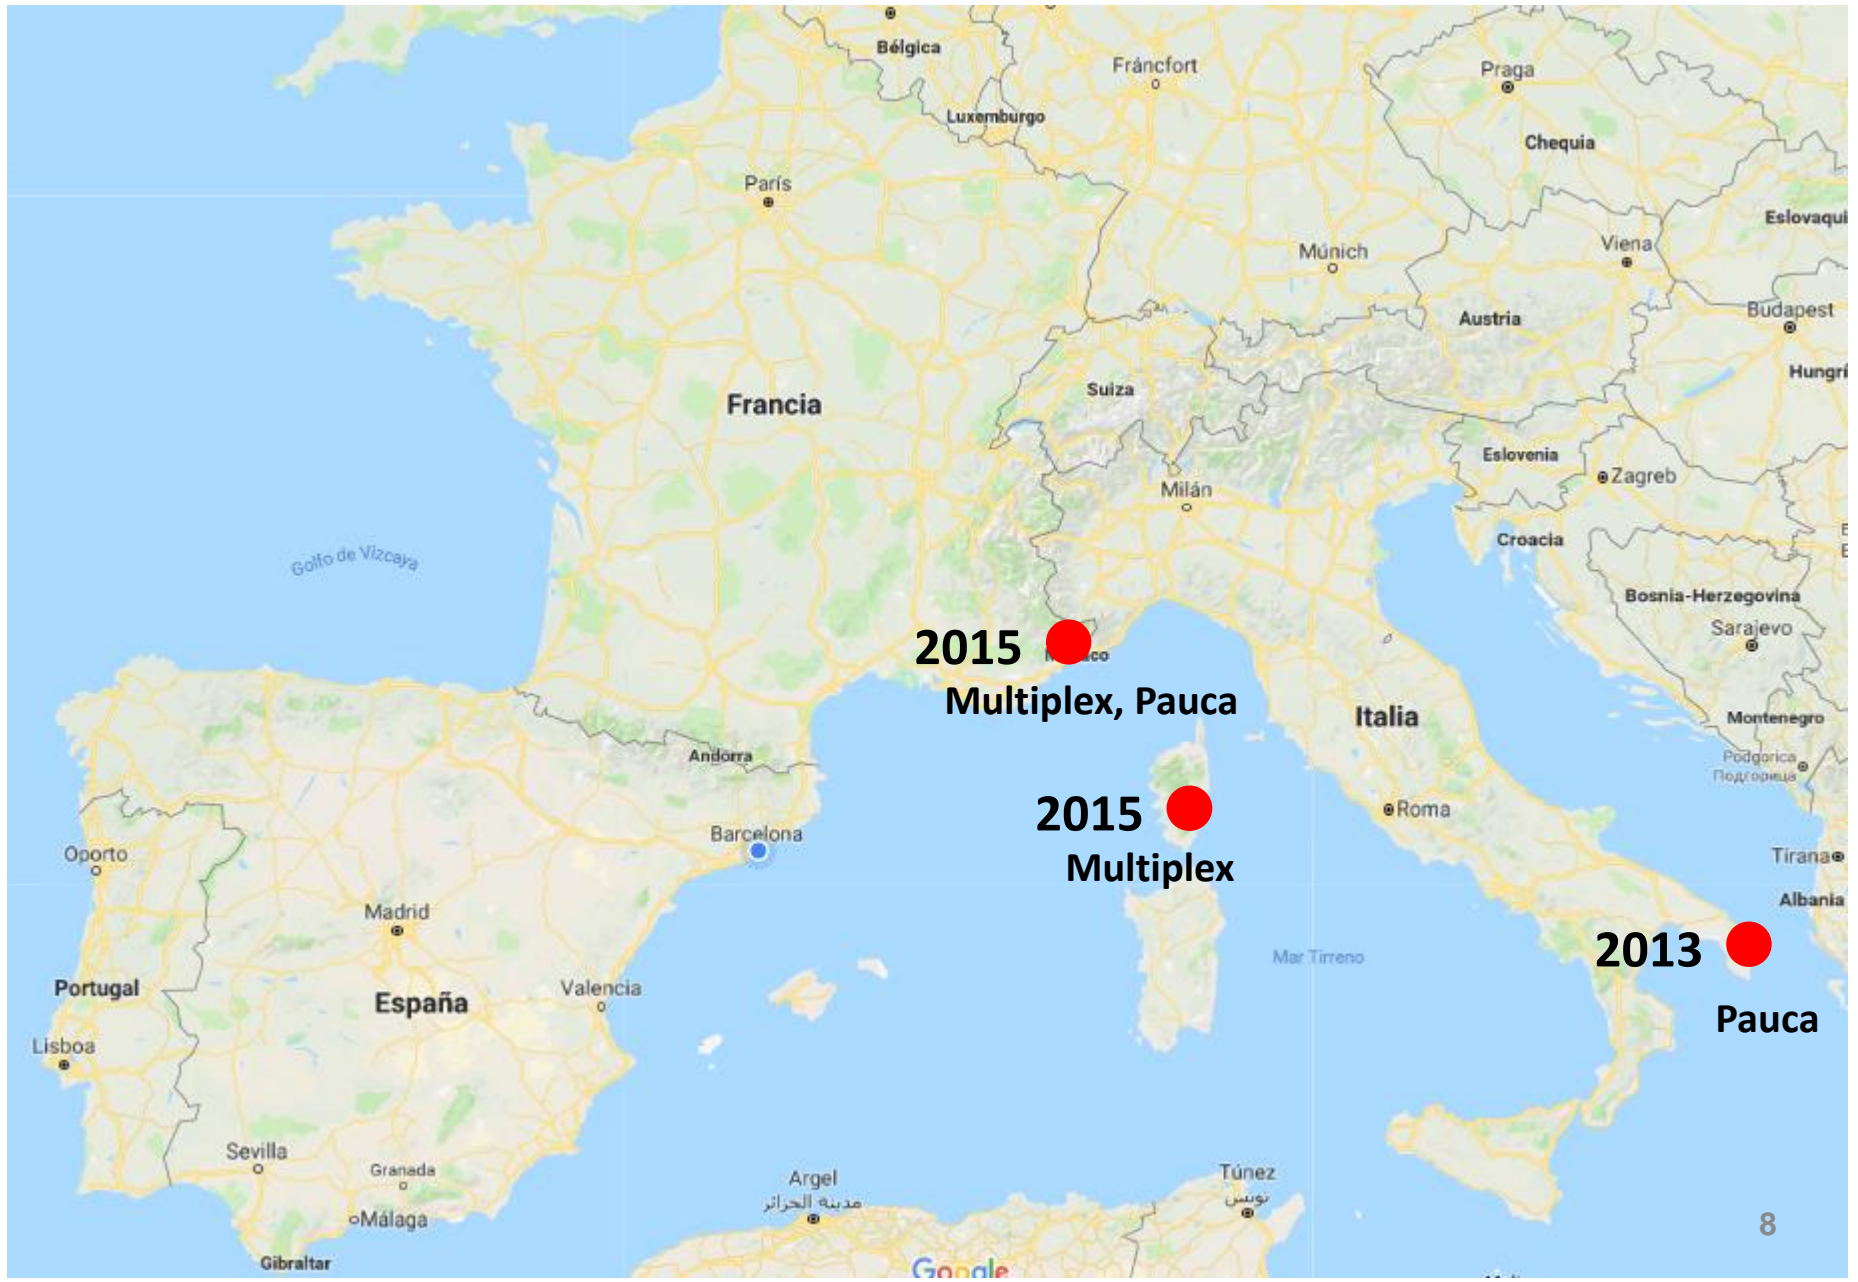 Bélgica
Fráncfort
Praga
Luxemburgo
Chequia
París
Eslovaqui
Múnich
Viena
Budapest
Austria
Hungrí
Suiza
Francia
Eslovenia
Zagreb
Milán
Croacia
Golfo de Vizcaya
Bosnia-Herzegovina
Sarajevo
2015
co
Multiplex, Pauca
Italia
Montenegro
Andorra
Podgorica
Подгорица
2015
Roma
Barcelona
Oporto
Tirana
Multiplex
Albania
Madrid
2013
Mar Tirreno
Portugal
España
Valencia
Pauca
Lisboa
Sevilla
Granada
Argel
مدينة الجزائر
Túnez
تونس
Málaga
8
Gibraltar
Google